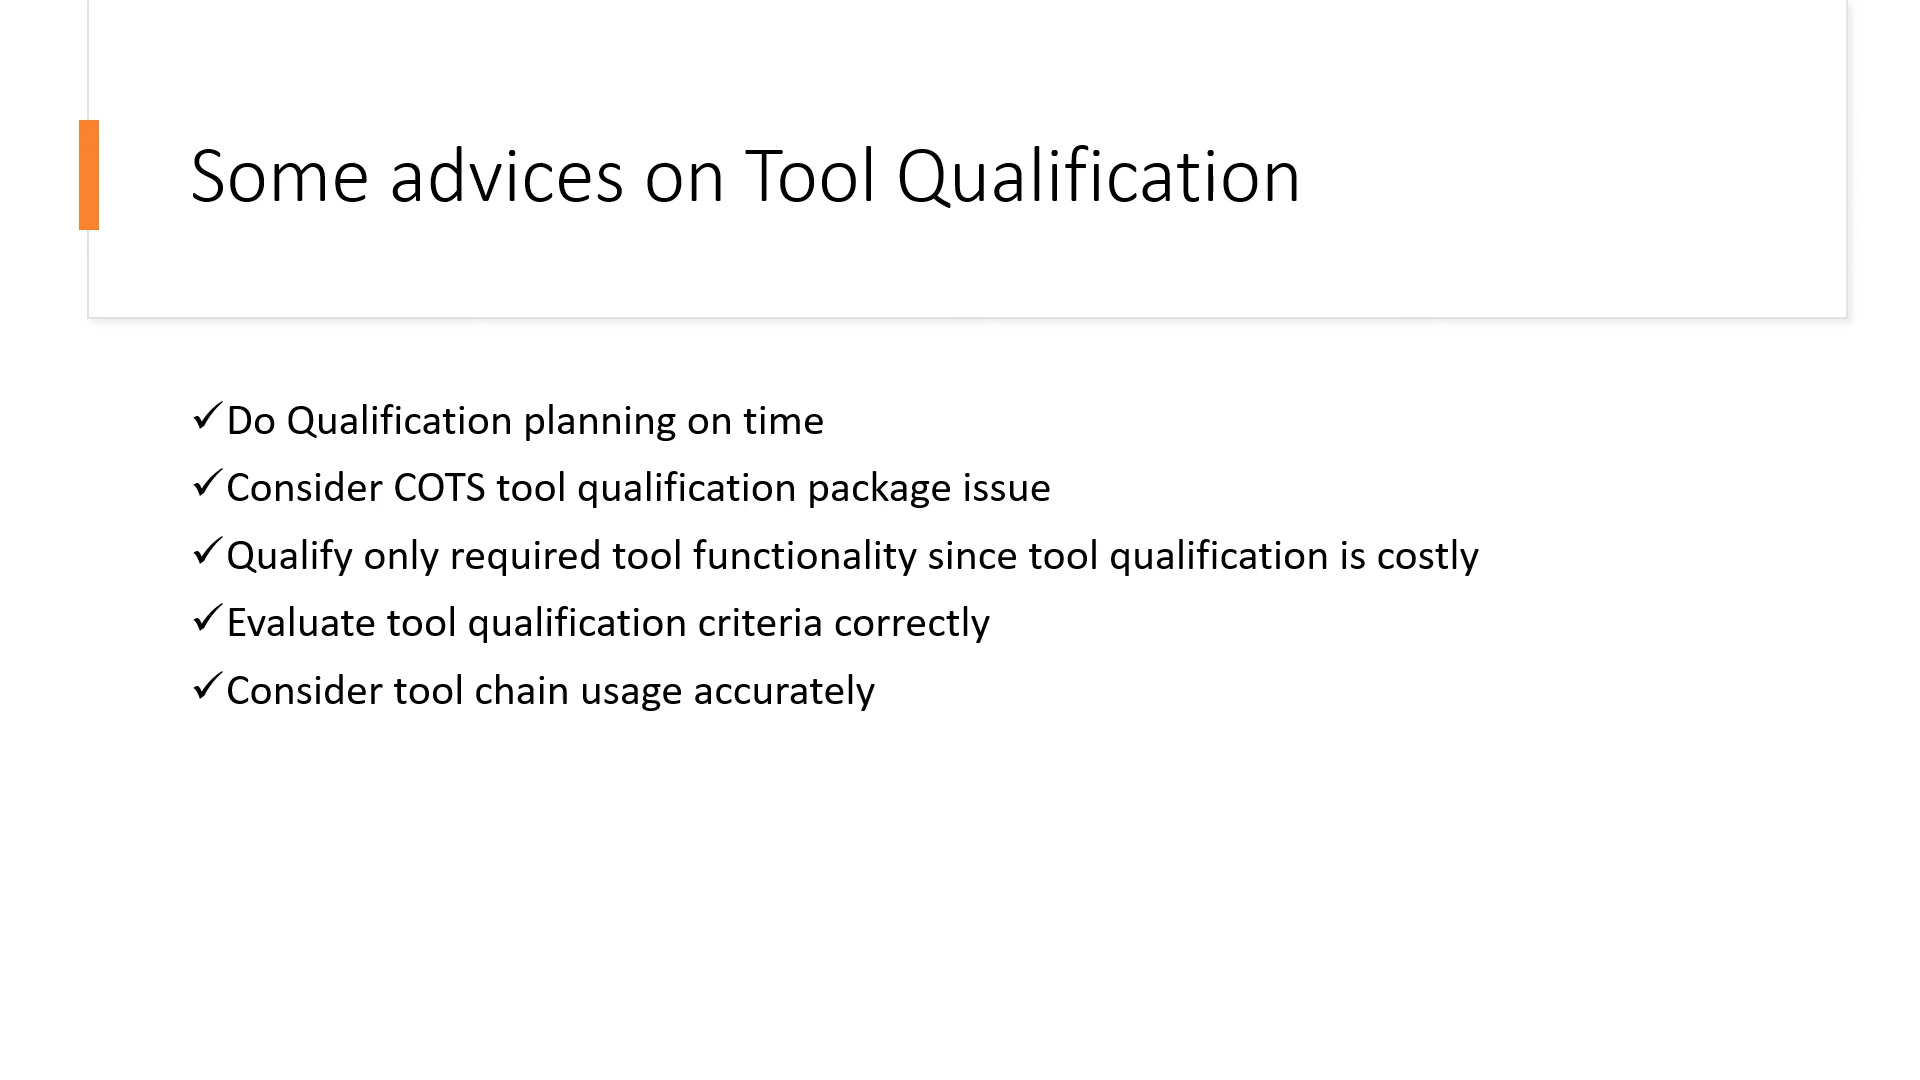 Some advices on Tool Qualification
✓Do Qualification planning on time
✓Consider COTS tool qualification package issue
✓Qualify only required tool functionality since tool qualification is costly
✓Evaluate tool qualification criteria correctly
✓Consider tool chain usage accurately